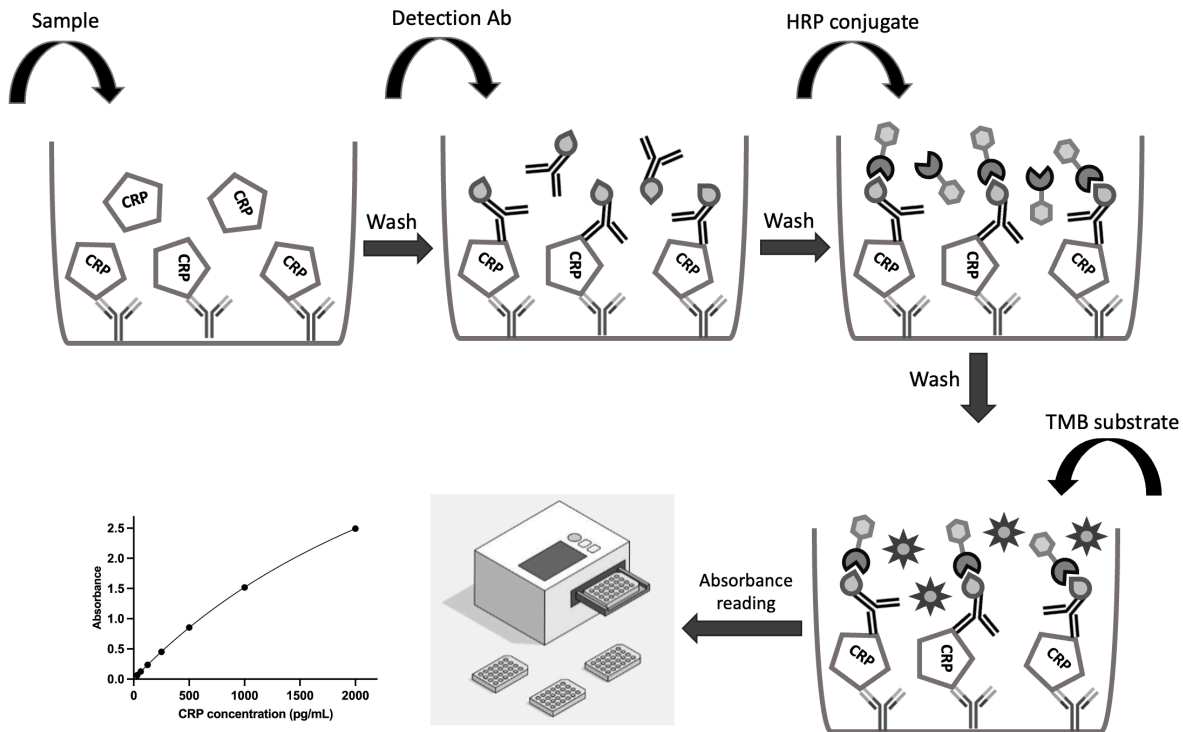 Sample
Detection Ab
HRP conjugate
CRP
CRP
CRP
CRP
CRP
Wash
CRP
CRP
CRP
Wash
CRP
CRP
CRP
Wash
TMB substrate
CRP
CRP
CRP
Absorbance
reading
2.5
2.0
1.5
1.0
0.5
0.0
Absorbance
0
500
1000
1500
2000
CRP concentration (pg/mL)